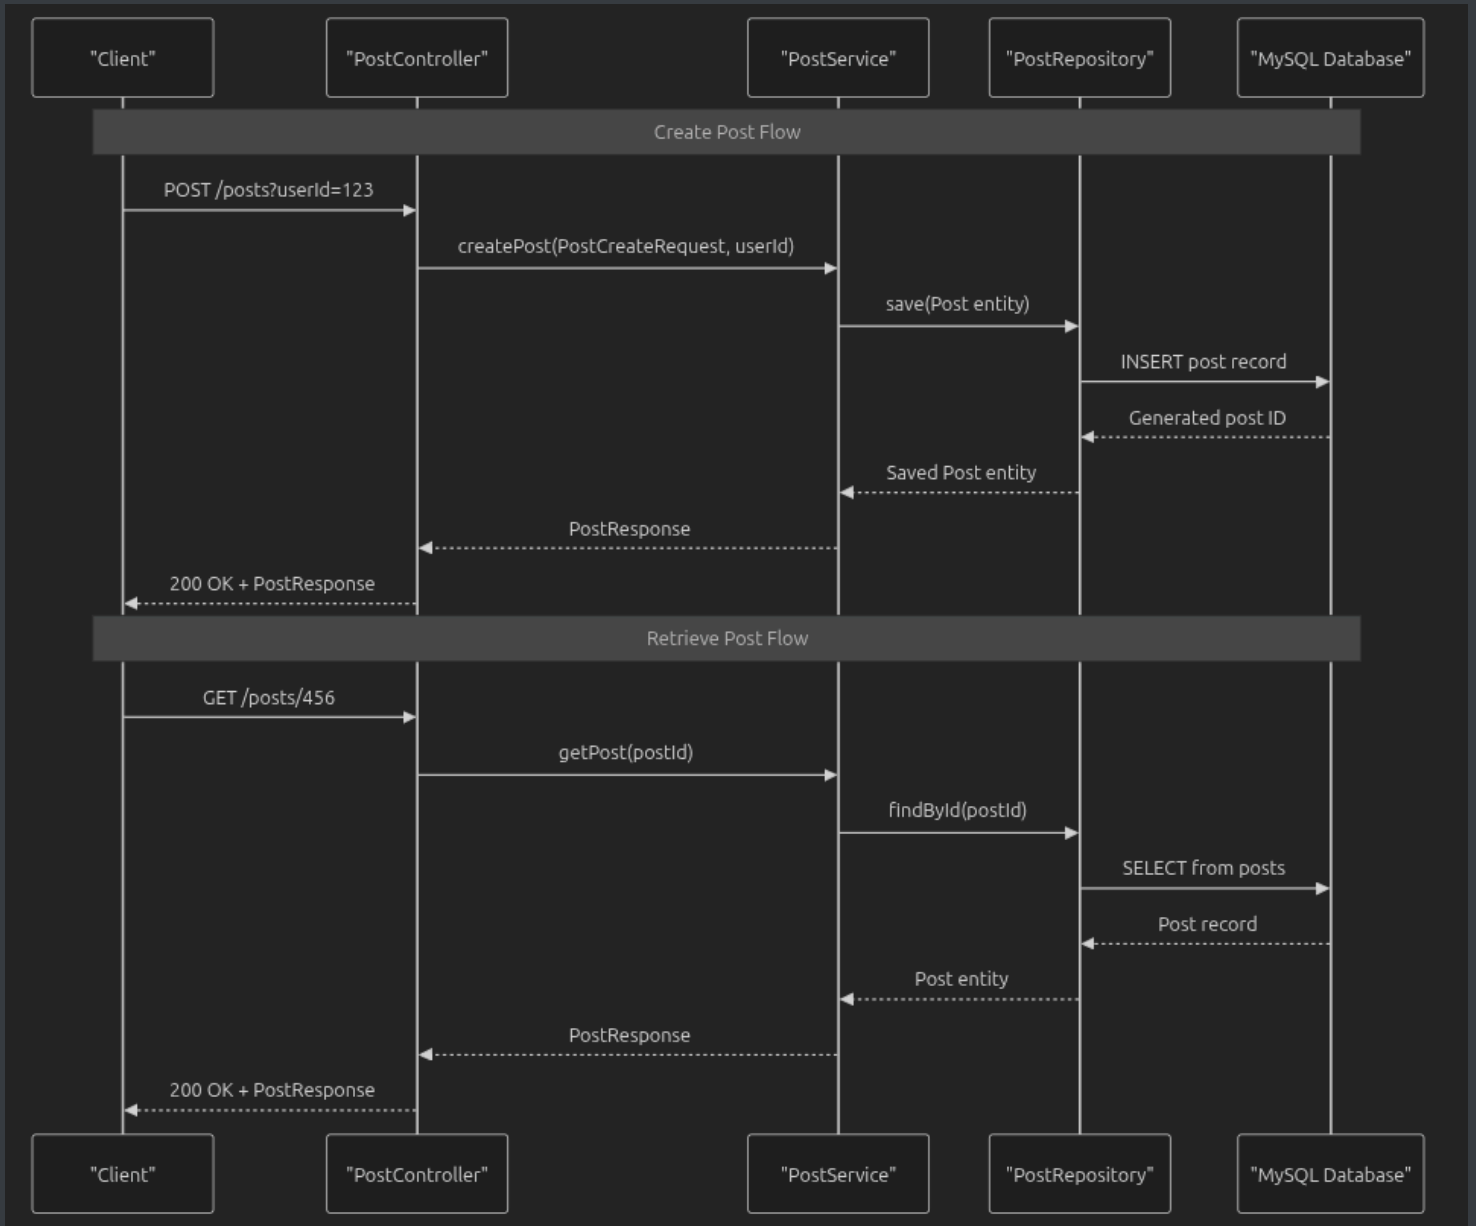 "Client"
"PostController"
"PostService"
"PostRepository"
"MySQL Database"
Create Post Flow
POST /posts?userId=123
createPost(PostCreateRequest, userId)
save(Post entity)
INSERT post record
Generated post ID
Saved Post entity
PostResponse
200 OK + PostResponse
Retrieve Post Flow
GET /posts/456
getPost(postId)
findById(postId)
SELECT from posts
Post record
Post entity
PostResponse
200 OK + PostResponse
"Client"
"PostController"
"PostService"
"PostRepository"
"MySQL Database"